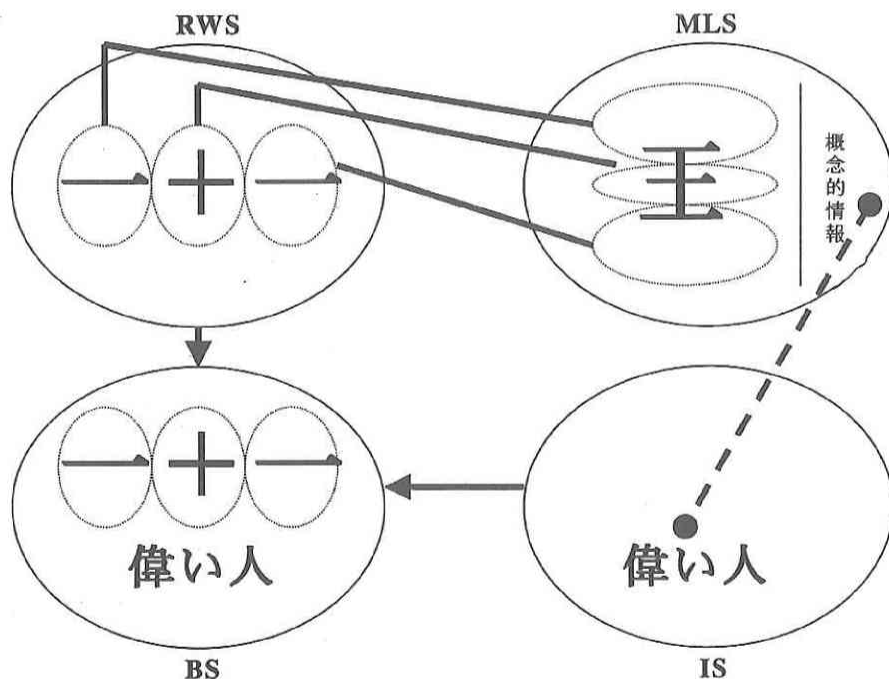 RWS
MLS
一 十 一
王
概念的情報
一 十 一
偉い人
偉い人
BS
IS